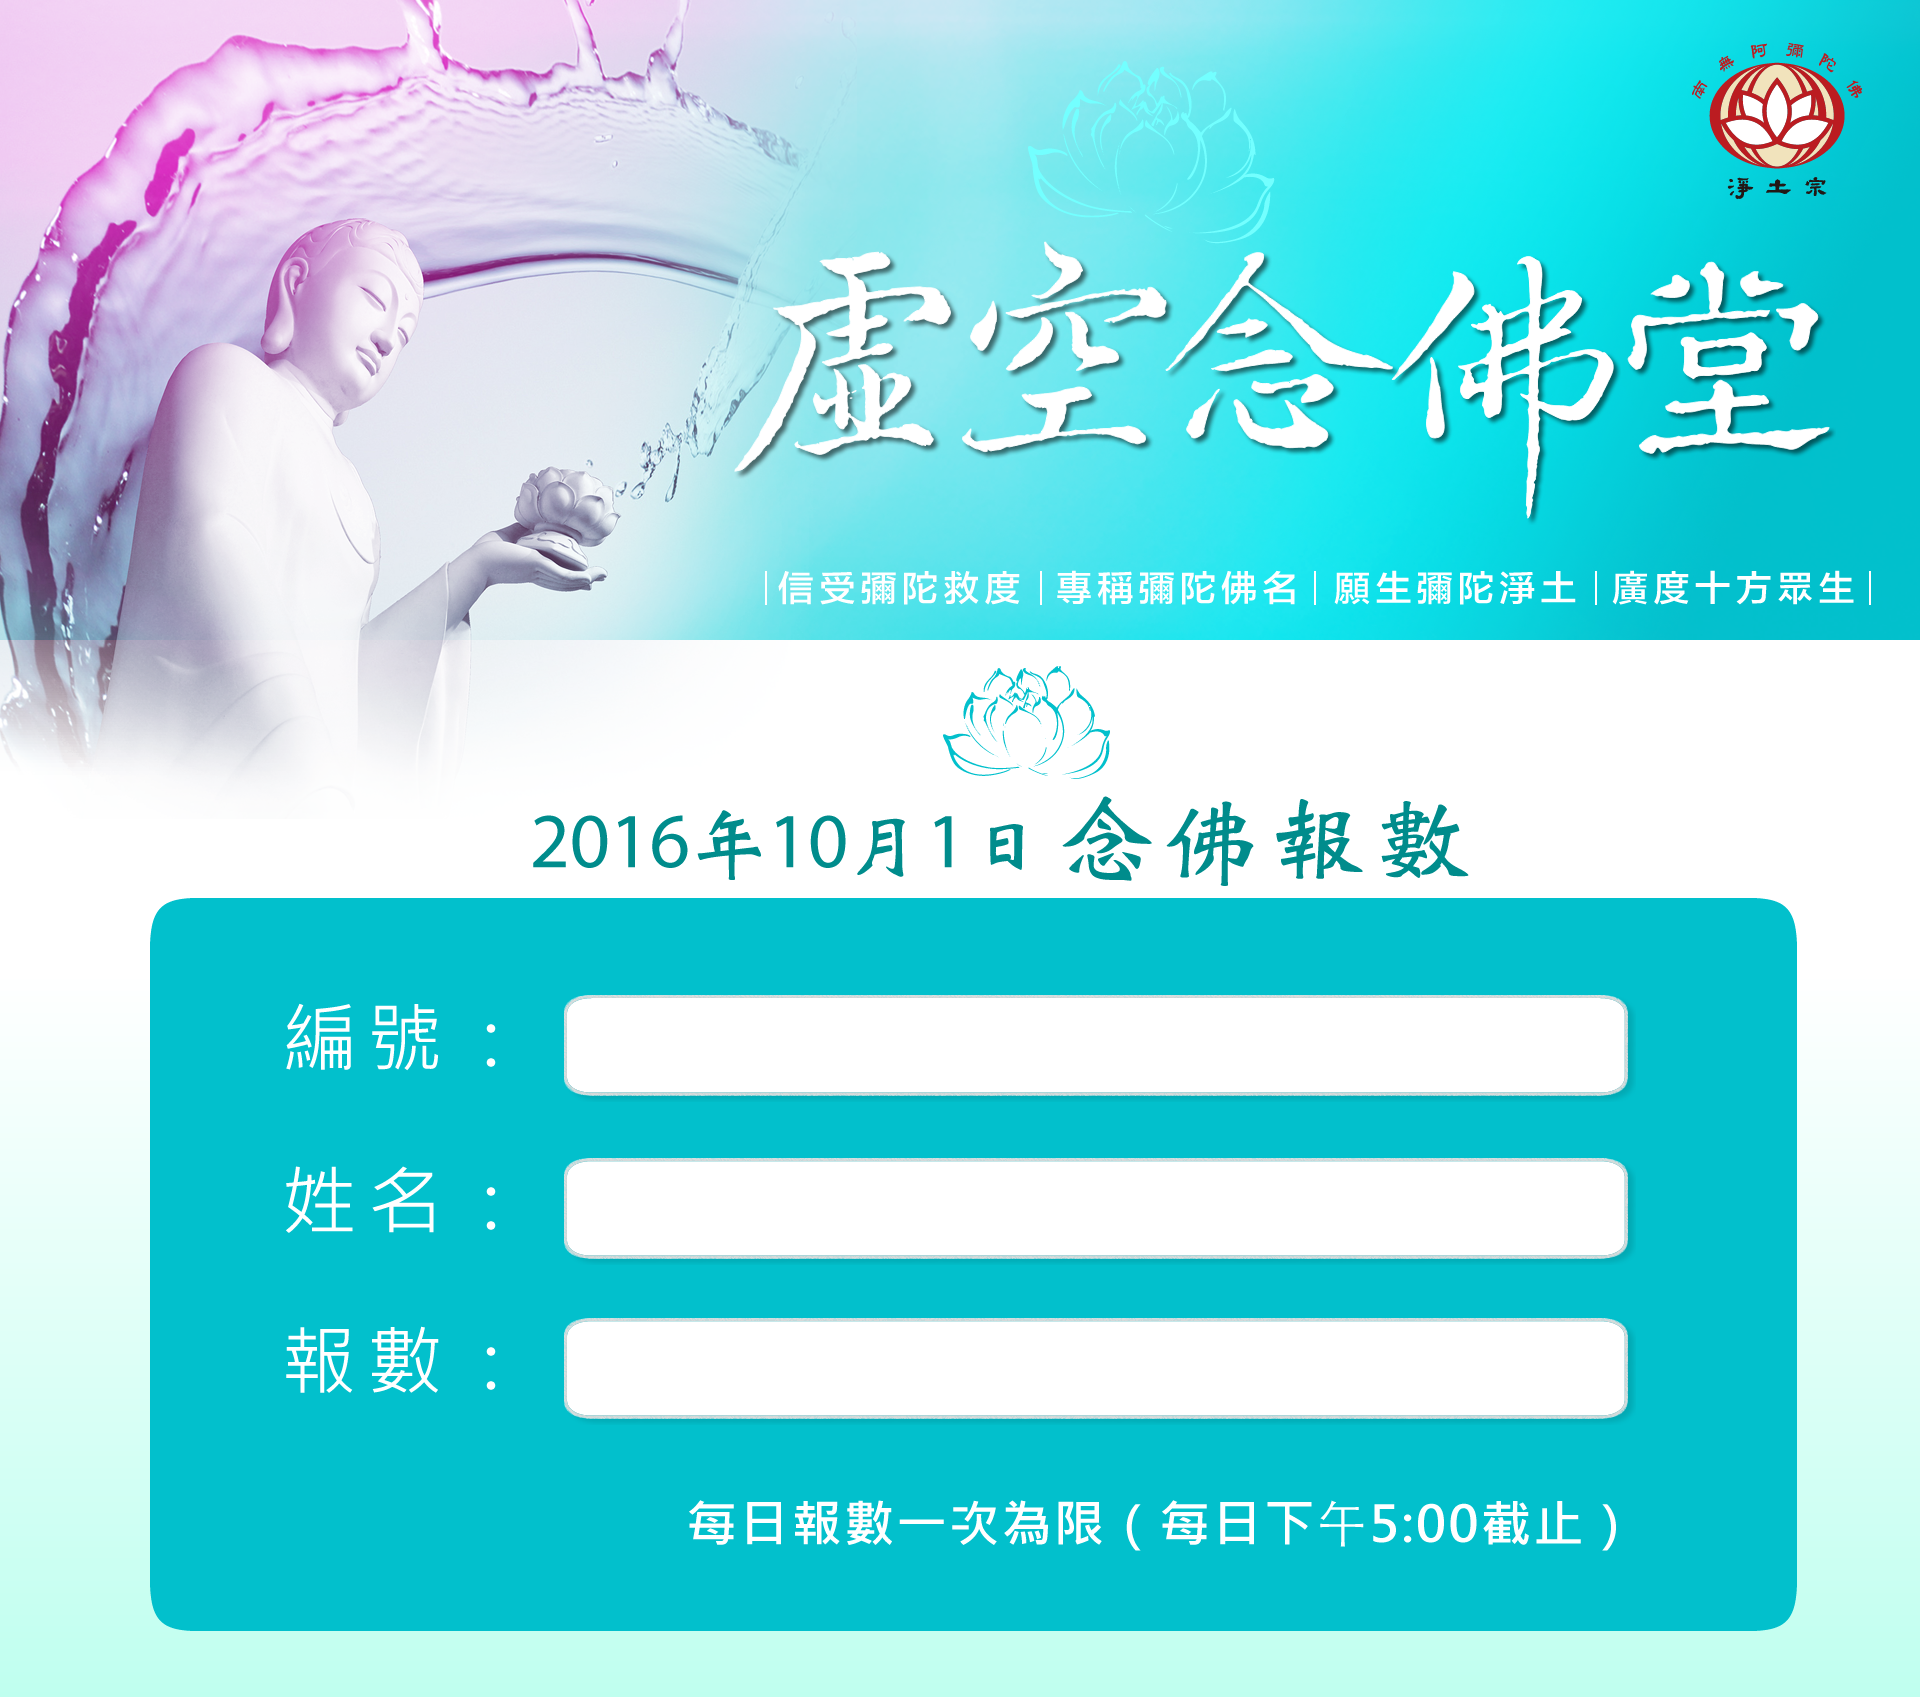 南無阿彌陀佛
淨土宗
虛空念佛堂
|信受彌陀救度|專稱彌陀佛名|願生彌陀淨土|廣度十方眾生|
2016年10月1日念佛報數
編號：
姓名：
報數：
每日報數一次為限（每日下午5:00截止）